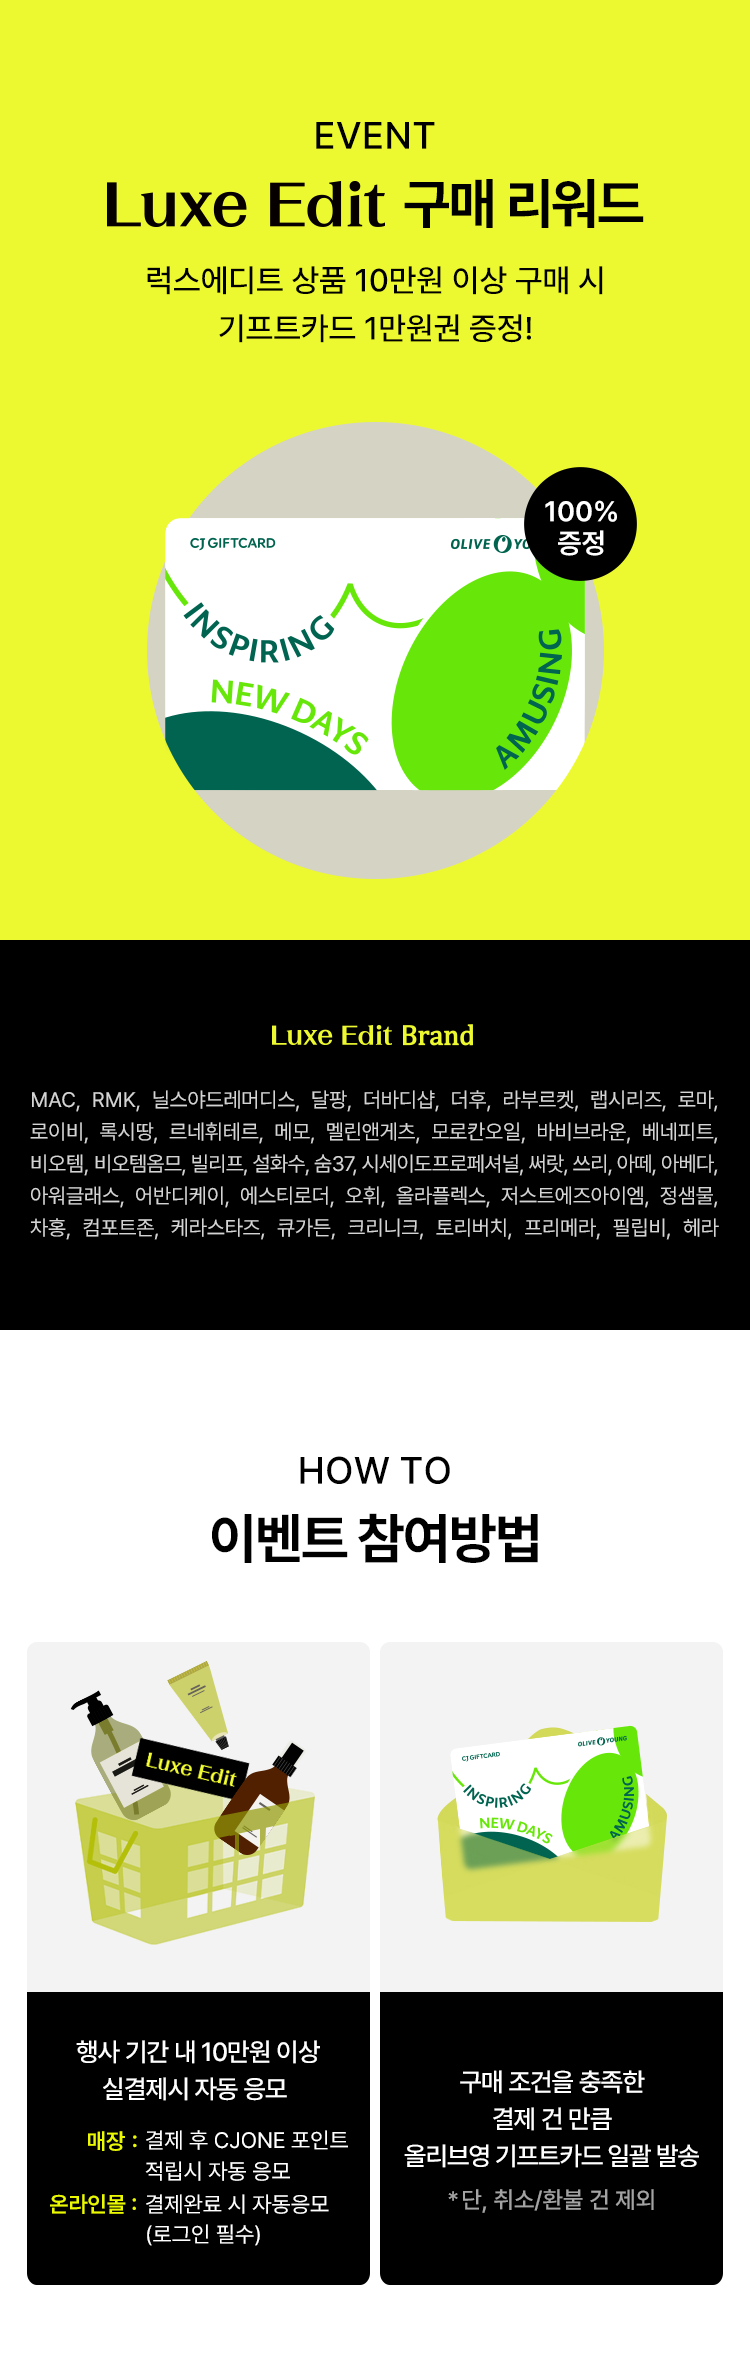 EVENT
Luxe Edit 구매 리워드
럭스에디트 상품 10만원 이상 구매 시
기프트카드 1만원권 증정!
100%
증정
CJ GIFTCARD
OLIVE YO
INSPIRING
NEW DAYS
AMUSING
Luxe Edit Brand
MAC, RMK, 닐스야드레머디스, 달팡, 더바디샵, 더후, 라부르켓, 랩시리즈, 로마,
로이비, 록시땅, 르네휘테르, 메모, 멜린앤게츠, 모로칸오일, 바비브라운, 베네피트,
비오템, 비오템옴므, 빌리프, 설화수, 숨37, 시세이도프로페셔널, 써랏, 쓰리, 아떼, 아베다,
아워글래스, 어반디케이, 에스티로더, 오휘, 올라플렉스, 저스트에즈아이엠, 정샘물,
차홍, 컴포트존, 케라스타즈, 큐가든, 크리니크, 토리버치, 프리메라, 필립비, 헤라
HOW TO
이벤트 참여방법
Luxe Edit
행사 기간 내 10만원 이상
실결제시 자동 응모
매장 : 결제 후 CJONE 포인트
적립시 자동 응모
온라인몰 : 결제완료 시 자동응모
(로그인 필수)
CJ GIFTCARD
OLIVE YOUNG
INSPIRING
NEW DAYS
AMUSING
구매 조건을 충족한
결제 건 만큼
올리브영 기프트카드 일괄 발송
*단, 취소/환불 건 제외